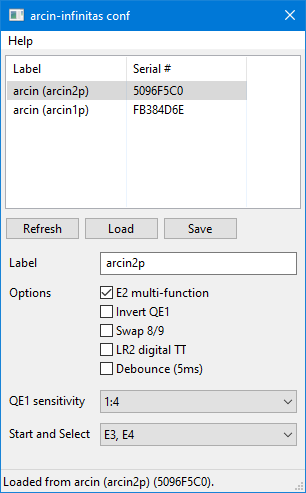 arcin-infinitas conf
Help
Label Serial #
arcin (arcin2p) 5096F5C0
arcin (arcin1p) FB384D6E
Refresh Load Save
Label arcin2p
Options E2 multi-function
Invert QE1
Swap 8/9
LR2 digital TT
Debounce (5ms)
QE1 sensitivity 1:4
Start and Select E3, E4
Loaded from arcin (arcin2p) (5096F5C0).